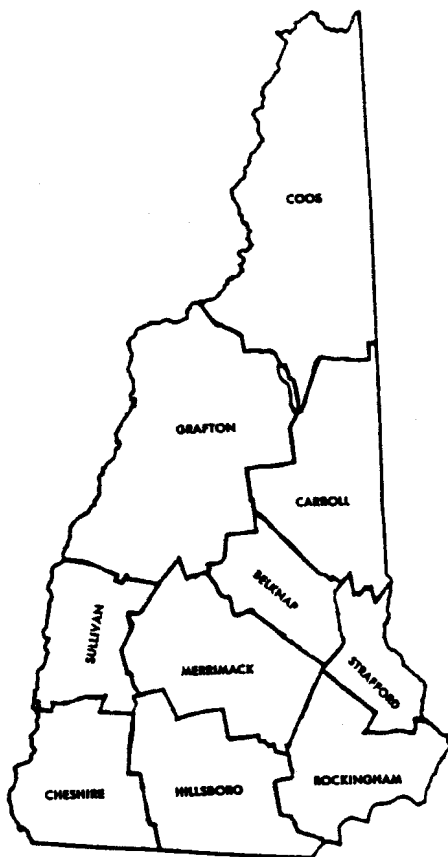 COOS
GRAFTON
CARROLL
BELKNAP
SULLIVAN
MERRIMACK
STRAFFORD
CHESHIRE
HILLSBORO
ROCKINGHAM